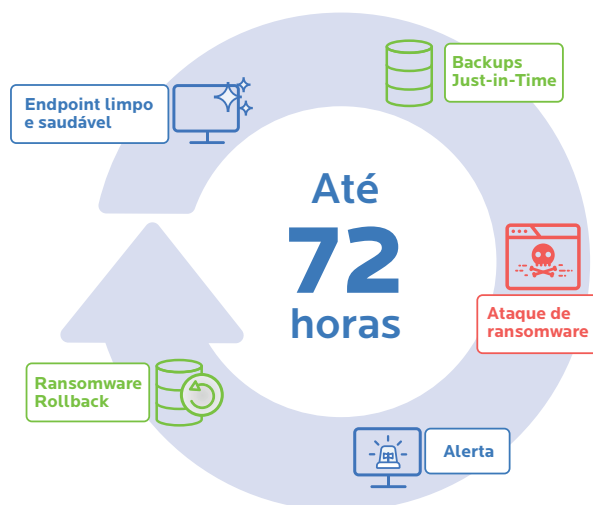 Backups
Just-in-Time
Endpoint limpo
e saudável
Até
72
horas
Ataque de
ransomware
Ransomware
Rollback
Alerta